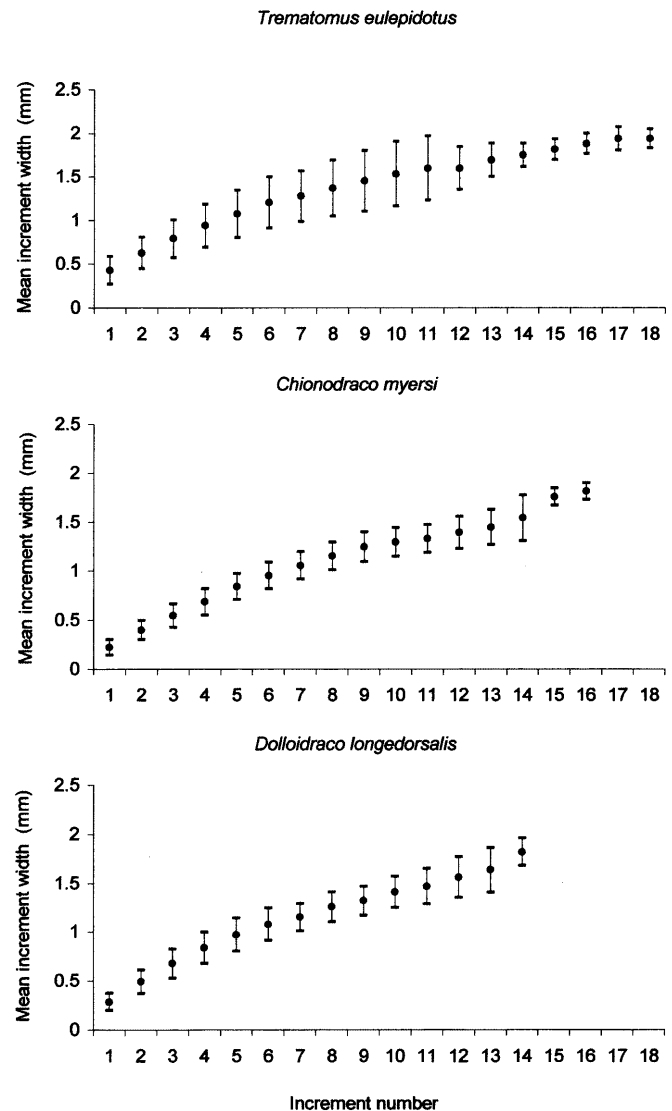 Trematomus eulepidotus
Mean increment width (mm)
2.5
2
1.5
1
0.5
0
1 2 3 4 5 6 7 8 9 10 11 12 13 14 15 16 17 18
Chionodraco myersi
Mean increment width (mm)
2.5
2
1.5
1
0.5
0
1 2 3 4 5 6 7 8 9 10 11 12 13 14 15 16 17 18
Dolloidraco longedorsalis
Mean increment width (mm)
2.5
2
1.5
1
0.5
0
1 2 3 4 5 6 7 8 9 10 11 12 13 14 15 16 17 18
Increment number